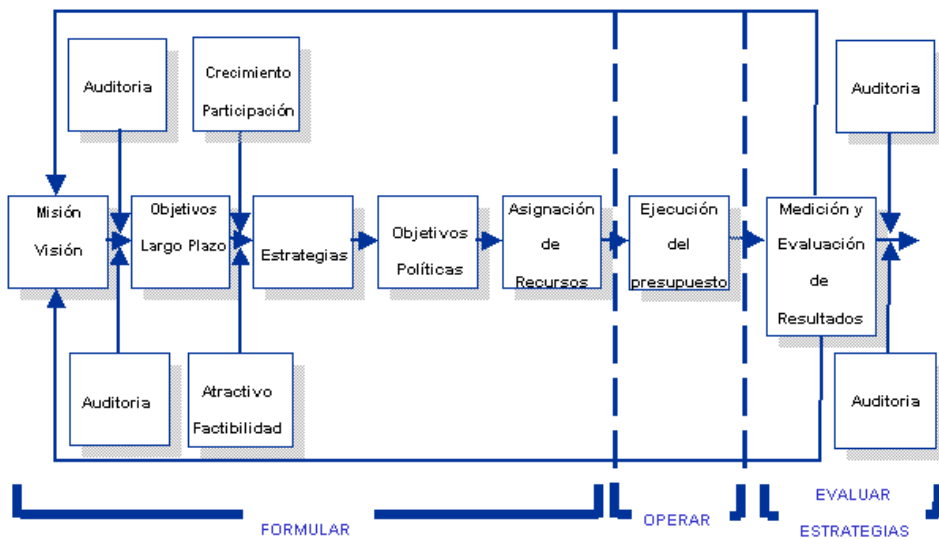 Auditoria
Crecimiento
Participación
Auditoria
Misión
Visión
Objetivos
Largo Plazo
Estrategias
Objetivos
Políticas
Asignación
de
Recursos
Ejecución
del
presupuesto
Medición y
Evaluación
de
Resultados
Auditoria
Atractivo
Factibilidad
Auditoria
FORMULAR
OPERAR
EVALUAR
ESTRATEGIAS